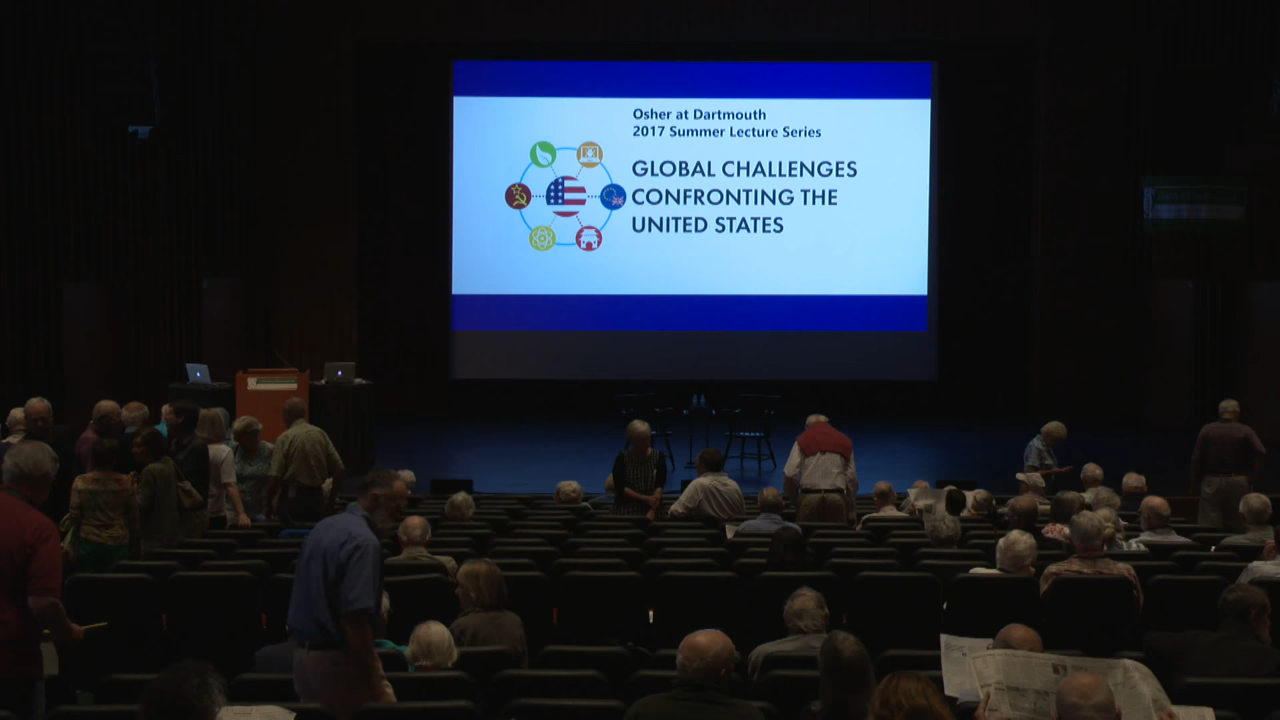 Osher at Dartmouth
2017 Summer Lecture Series
GLOBAL CHALLENGES
CONFRONTING THE
UNITED STATES